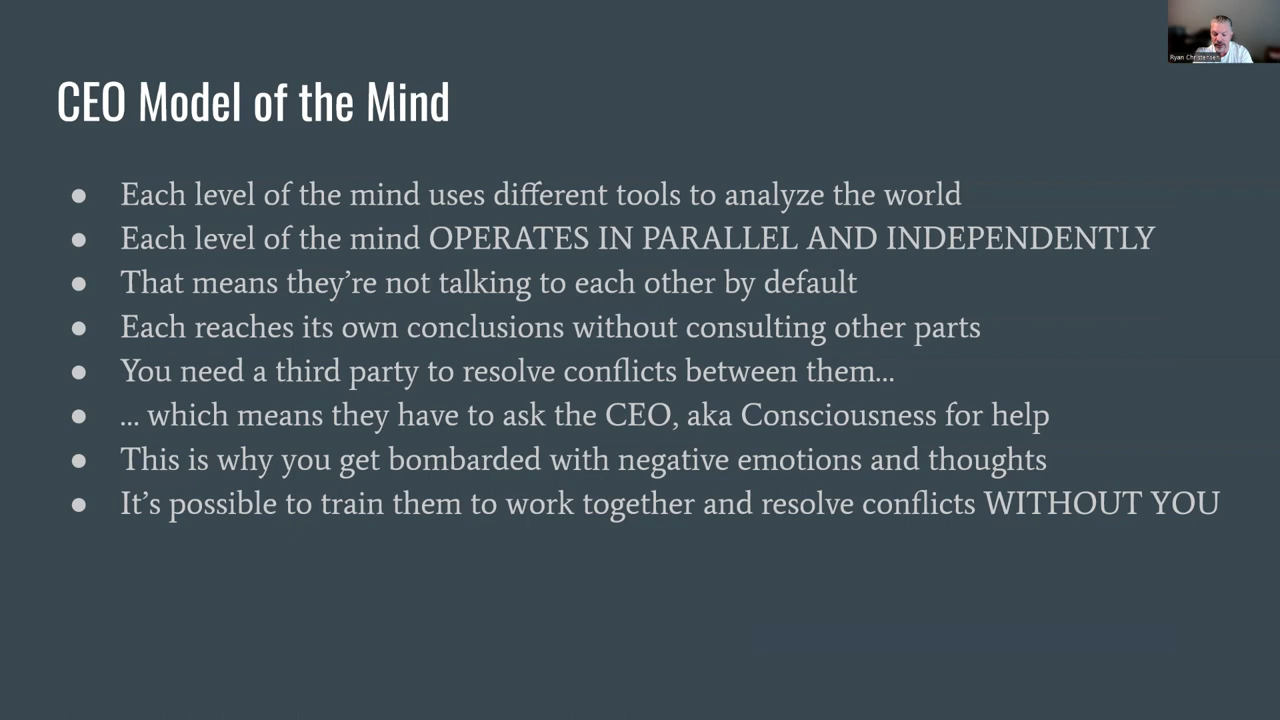 Ryan Christensen
CEO Model of the Mind
● Each level of the mind uses different tools to analyze the world
● Each level of the mind OPERATES IN PARALLEL AND INDEPENDENTLY
● That means they’re not talking to each other by default
● Each reaches its own conclusions without consulting other parts
● You need a third party to resolve conflicts between them...
● ... which means they have to ask the CEO, aka Consciousness for help
● This is why you get bombarded with negative emotions and thoughts
● It’s possible to train them to work together and resolve conflicts WITHOUT YOU